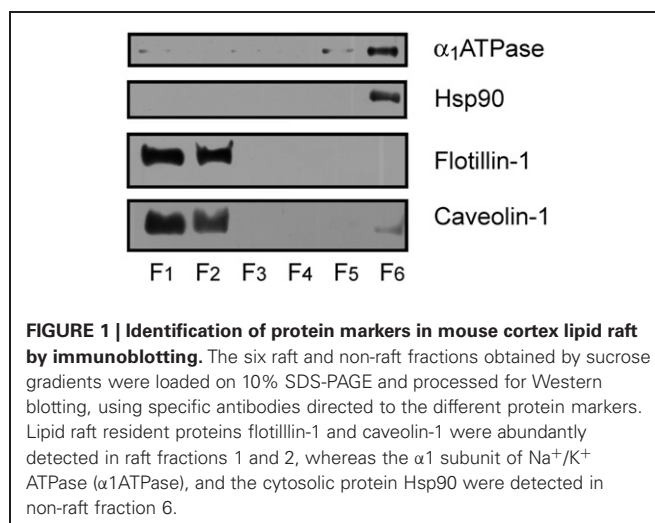 α₁ATPase
Hsp90
Flotillin-1
Caveolin-1
F1 F2 F3 F4 F5 F6
FIGURE 1 | Identification of protein markers in mouse cortex lipid raft
by immunoblotting. The six raft and non-raft fractions obtained by sucrose
gradients were loaded on 10% SDS-PAGE and processed for Western
blotting, using specific antibodies directed to the different protein markers.
Lipid raft resident proteins flotilllin-1 and caveolin-1 were abundantly
detected in raft fractions 1 and 2, whereas the α1 subunit of Na⁺/K⁺
ATPase (α1ATPase), and the cytosolic protein Hsp90 were detected in
non-raft fraction 6.